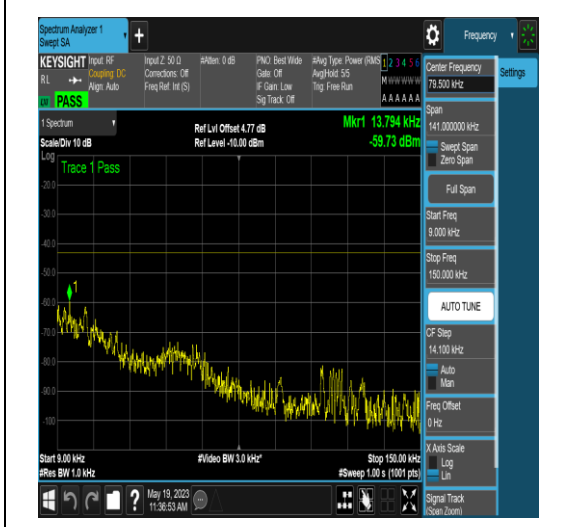 Spectrum Analyzer 1
Swept SA
Frequency
KEYSIGHT
RL
PASS
Input: RF
Coupling: DC
Align: Auto
Input Z: 50 Ω
Corrections: Off
Freq Ref: Int (S)
#Atten: 0 dB
PNO: Best Wide
Gate: Off
IF Gain: Low
Sig Track: Off
#Avg Type: Power (RMS
Avg|Hold: 5/5
Trig: Free Run
1 2 3 4 5 6
M W W W W W
A A A A A A
1 Spectrum
Scale/Div 10 dB
Ref Lvl Offset 4.77 dB
Ref Level -10.00 dBm
Mkr1 13.794 kHz
-59.73 dBm
Log
Trace 1 Pass
-20.0
-30.0
-40.0
-50.0
-60.0
-70.0
-80.0
-90.0
-100
1
Start 9.00 kHz
#Res BW 1.0 kHz
#Video BW 3.0 kHz*
Stop 150.00 kHz
#Sweep 1.00 s (1001 pts)
May 19, 2023
11:36:53 AM
?
Center Frequency
79.500 kHz
Settings
Span
141.000000 kHz
Swept Span
Zero Span
Full Span
Start Freq
9.000 kHz
Stop Freq
150.000 kHz
AUTO TUNE
CF Step
14.100 kHz
Auto
Man
Freq Offset
0 Hz
X Axis Scale
Log
Lin
Signal Track
(Span Zoom)